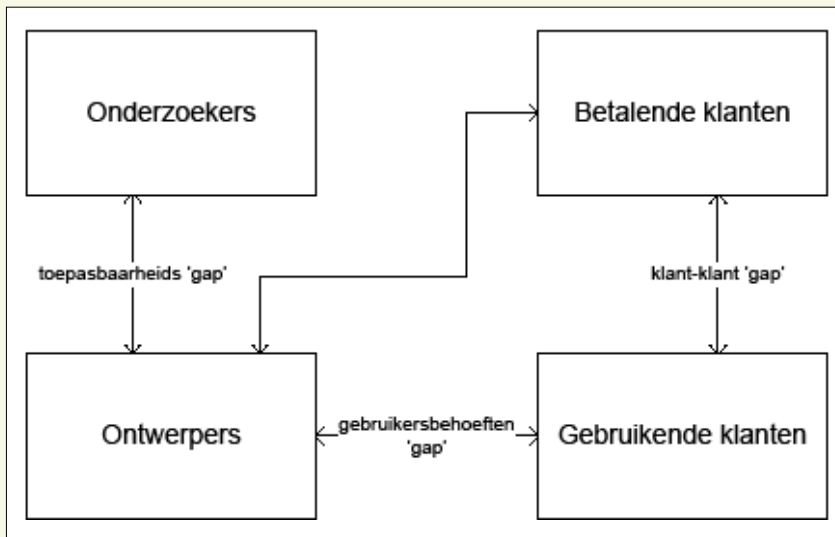 Onderzoekers
Betalende klanten
toepasbaarheids 'gap'
klant-klant 'gap'
Ontwerpers
gebruikersbehoeften
'gap'
Gebruikende klanten